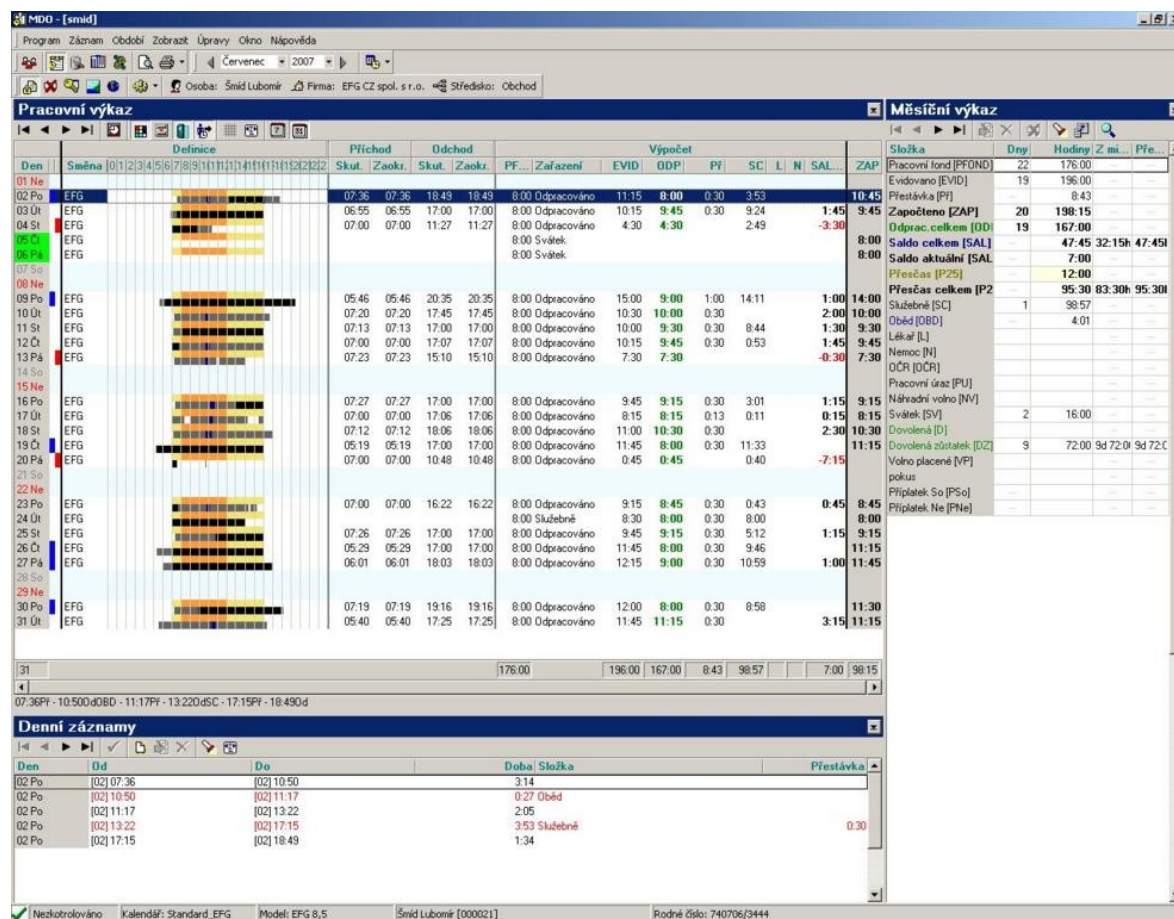 MDO - [smid]
Program Záznam Období Zobrazit Úpravy Okno Nápověda
Červenec 2007
Osoba: Šmíd Lubomír Firma: EFG CZ spol. s r.o. Středisko: Obchod
Pracovní výkaz
Definice Příchod Odchod Výpočet
Den Směna Skut. Zaokr. Skut. Zaokr. PF... Zařazení EVID ODP Př SC L N SAL... ZAP
01 Ne
02 Po EFG 07:36 07:36 18:49 18:49 8:00 Odpracováno 11:15 8:00 0:30 3:53 10:45
03 Út EFG 06:55 06:55 17:00 17:00 8:00 Odpracováno 10:15 9:45 0:30 9:24 1:45 9:45
04 St EFG 07:00 07:00 11:27 11:27 8:00 Odpracováno 4:30 4:30 2:49 -3:30
05 Čt EFG 8:00 Svátek 8:00
06 Pá EFG 8:00 Svátek 8:00
07 So
08 Ne
09 Po EFG 05:46 05:46 20:35 20:35 8:00 Odpracováno 15:00 9:00 1:00 14:11 1:00 14:00
10 Út EFG 07:20 07:20 17:45 17:45 8:00 Odpracováno 10:30 10:00 0:30 2:00 10:00
11 St EFG 07:13 07:13 17:00 17:00 8:00 Odpracováno 10:00 9:30 0:30 8:44 1:30 9:30
12 Čt EFG 07:00 07:00 17:07 17:07 8:00 Odpracováno 10:15 9:45 0:30 0:53 1:45 9:45
13 Pá EFG 07:23 07:23 15:10 15:10 8:00 Odpracováno 7:30 7:30 -0:30 7:30
14 So
15 Ne
16 Po EFG 07:27 07:27 17:00 17:00 8:00 Odpracováno 9:45 9:15 0:30 3:01 1:15 9:15
17 Út EFG 07:00 07:00 17:06 17:06 8:00 Odpracováno 8:15 8:15 0:13 0:11 0:15 8:15
18 St EFG 07:12 07:12 18:06 18:06 8:00 Odpracováno 11:00 10:30 0:30 2:30 10:30
19 Čt EFG 05:19 05:19 17:00 17:00 8:00 Odpracováno 11:45 8:00 0:30 11:33 11:15
20 Pá EFG 07:00 07:00 10:48 10:48 8:00 Odpracováno 0:45 0:45 0:40 -7:15
21 So
22 Ne
23 Po EFG 07:00 07:00 16:22 16:22 8:00 Odpracováno 9:15 8:45 0:30 0:43 0:45 8:45
24 Út EFG 8:00 Služebně 8:30 8:00 0:30 8:00 8:00
25 St EFG 07:26 07:26 17:00 17:00 8:00 Odpracováno 9:45 9:15 0:30 5:12 1:15 9:15
26 Čt EFG 05:29 05:29 17:00 17:00 8:00 Odpracováno 11:45 8:00 0:30 9:46 11:15
27 Pá EFG 06:01 06:01 18:03 18:03 8:00 Odpracováno 12:15 9:00 0:30 10:59 1:00 11:45
28 So
29 Ne
30 Po EFG 07:19 07:19 19:16 19:16 8:00 Odpracováno 12:00 8:00 0:30 8:58 11:30
31 Út EFG 05:40 05:40 17:25 17:25 8:00 Odpracováno 11:45 11:15 0:30 3:15 11:15
31 176:00 196:00 167:00 8:43 98:57 7:00 98:15
07:36Př - 10:50OdOBD - 11:17Př - 13:22OdSC - 17:15Př - 18:49Od
Měsíční výkaz
Složka Dny Hodiny Z mi... Pře...
Pracovní fond [PFOND] 22 176:00
Evidovano [EVID] 19 196:00
Přestávka [Př] 8:43
Započteno [ZAP] 20 198:15
Odprac.celkem [ODI 19 167:00
Saldo celkem [SAL] 47:45 32:15h 47:45l
Saldo aktuální [SAL 7:00
Přesčas [P25] 12:00
Přesčas celkem [P2 95:30 83:30h 95:30l
Služebně [SC] 1 98:57
Oběd [OBD] 4:01
Lékař [L]
Nemoc [N]
OČR [OČR]
Pracovní úraz [PU]
Náhradní volno [NV]
Svátek [SV] 2 16:00
Dovolená [D]
Dovolená zůstatek [DZ] 9 72:00 9d 72:0( 9d 72:0
Volno placené [VP]
pokus
Příplatek So [PSo]
Příplatek Ne [PNe]
Denní záznamy
Den Od Do Doba Složka Přestávka
02 Po [02] 07:36 [02] 10:50 3:14
02 Po [02] 10:50 [02] 11:17 0:27 Oběd
02 Po [02] 11:17 [02] 13:22 2:05
02 Po [02] 13:22 [02] 17:15 3:53 Služebně 0:30
02 Po [02] 17:15 [02] 18:49 1:34
Nezkotrolováno Kalendář: Standard_EFG Model: EFG 8,5 Šmíd Lubomír [000021] Rodné číslo: 740706/3444